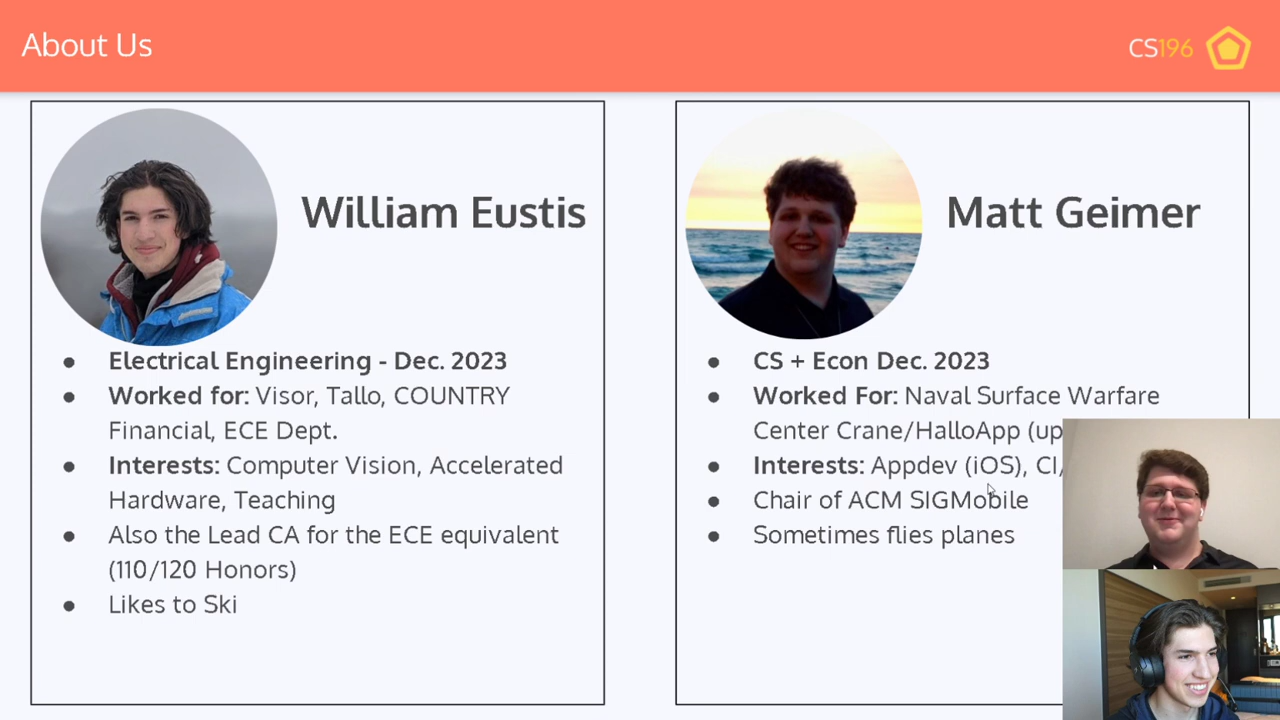 About Us
CS196
William Eustis
Electrical Engineering - Dec. 2023
Worked for: Visor, Tallo, COUNTRY
Financial, ECE Dept.
Interests: Computer Vision, Accelerated
Hardware, Teaching
Also the Lead CA for the ECE equivalent
(110/120 Honors)
Likes to Ski
Matt Geimer
CS + Econ Dec. 2023
Worked For: Naval Surface Warfare
Center Crane/HalloApp (up
Interests: Appdev (iOS), CI/
Chair of ACM SIGMobile
Sometimes flies planes